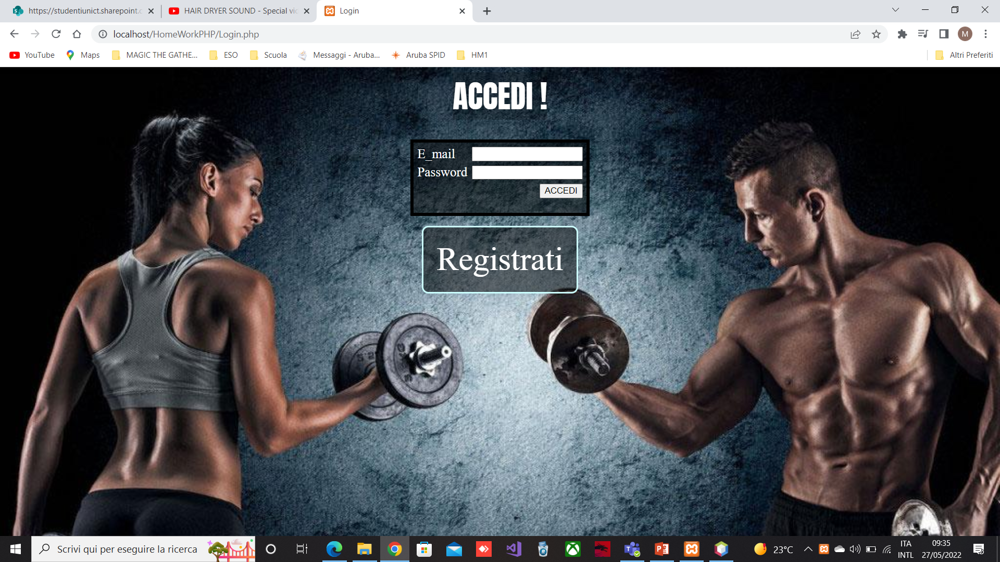 https://studentiunict.sharepoint.c
HAIR DRYER SOUND - Special vic
Login
localhost/HomeWorkPHP/Login.php
M
YouTube
Maps
MAGIC THE GATHE...
ESO
Scuola
Messaggi - Aruba...
Aruba SPID
HM1
Altri Preferiti
ACCEDI !
E_mail
Password
ACCEDI
Registrati
Scrivi qui per eseguire la ricerca
23°C
ITA
INTL
09:35
27/05/2022